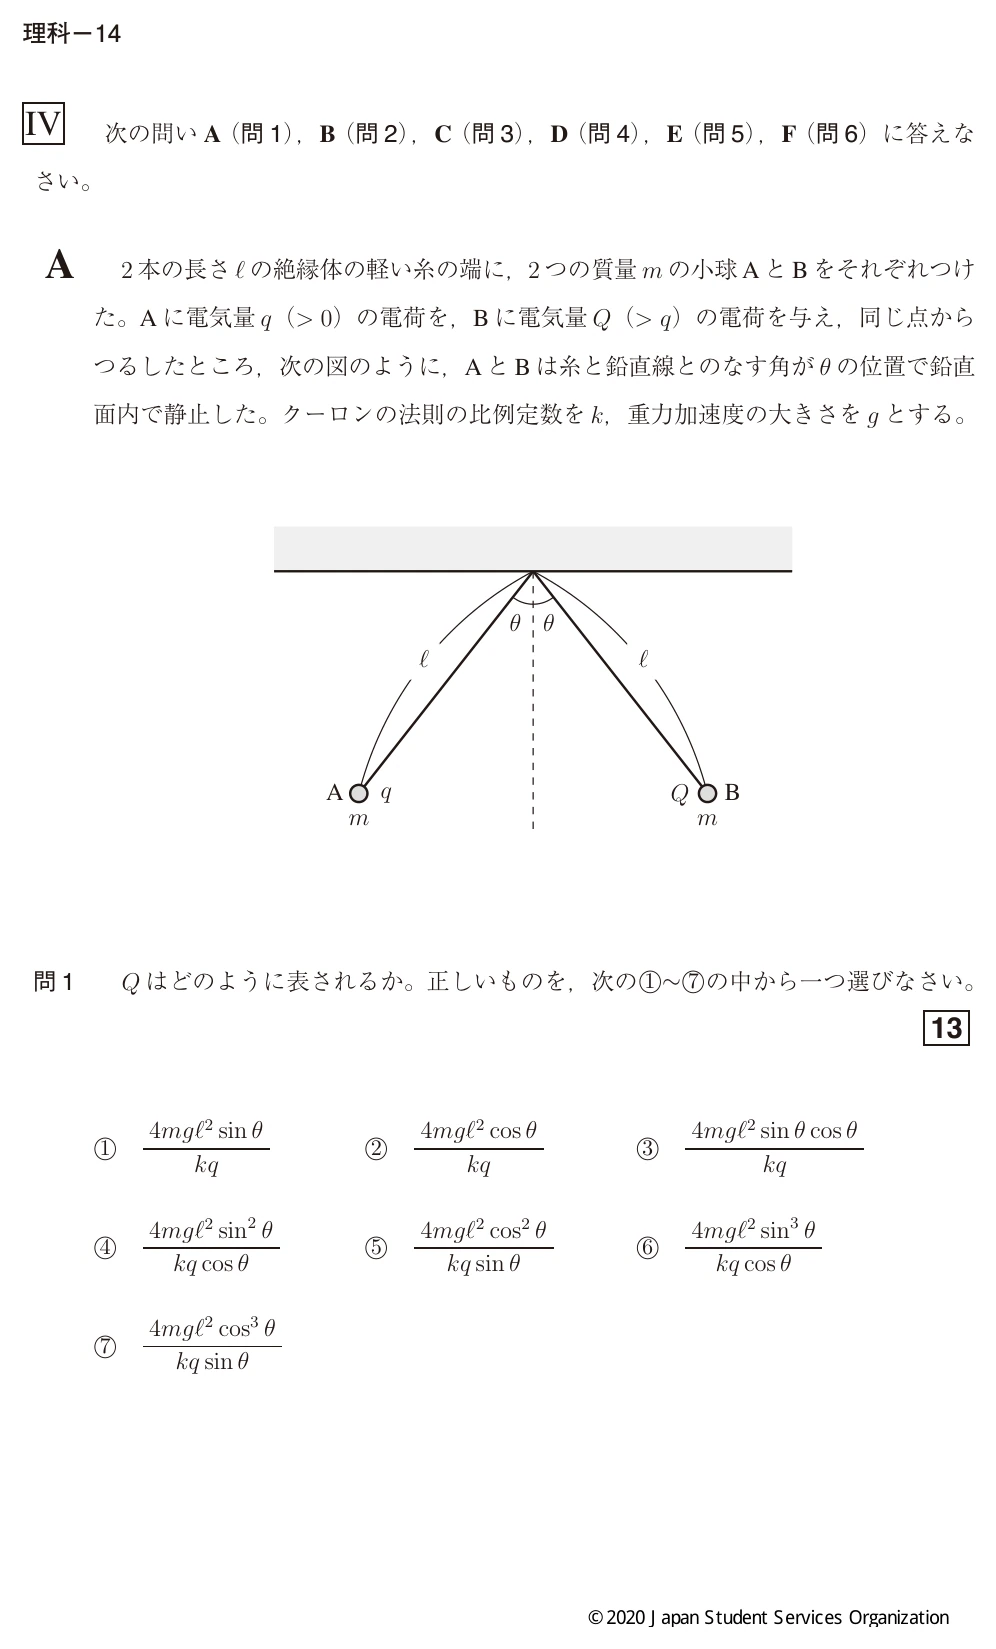 理科－14
IV 次の問い A（問1），B（問2），C（問3），D（問4），E（問5），F（問6）に答えな
さい。
A 2本の長さℓの絶縁体の軽い糸の端に，2つの質量mの小球AとBをそれぞれつけ
た。Aに電気量q（> 0）の電荷を，Bに電気量Q（> q）の電荷を与え，同じ点から
つるしたところ，次の図のように，AとBは糸と鉛直線とのなす角がθの位置で鉛直
面内で静止した。クーロンの法則の比例定数をk，重力加速度の大きさをgとする。
θ θ
ℓ ℓ
A q Q B
m m
問1 Qはどのように表されるか。正しいものを，次の①～⑦の中から一つ選びなさい。
13
① 4mgℓ² sin θ / kq ② 4mgℓ² cos θ / kq ③ 4mgℓ² sin θ cos θ / kq
④ 4mgℓ² sin² θ / kq cos θ ⑤ 4mgℓ² cos² θ / kq sin θ ⑥ 4mgℓ² sin³ θ / kq cos θ
⑦ 4mgℓ² cos³ θ / kq sin θ
© 2020 Japan Student Services Organization